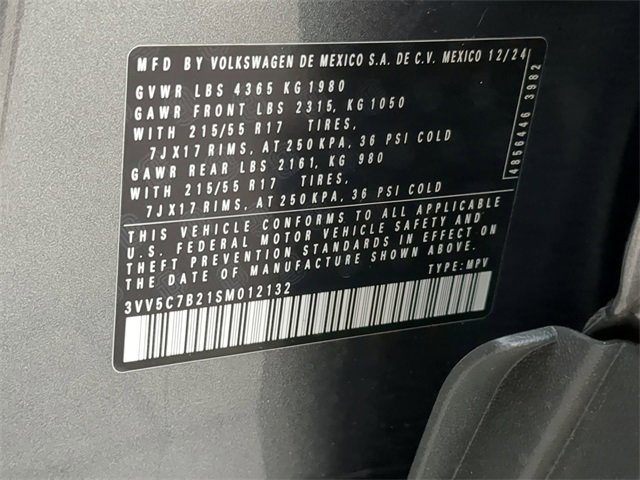 MFD BY VOLKSWAGEN DE MEXICO S.A. DE C.V. MEXICO 12/24
GVWR LBS 4365 KG 1980
GAWR FRONT LBS 2315, KG 1050
WITH 215/55 R17 TIRES,
7JX17 RIMS, AT 250 KPA, 36 PSI COLD
GAWR REAR LBS 2161, KG 980
WITH 215/55 R17 TIRES,
7JX17 RIMS, AT 250 KPA, 36 PSI COLD
4856446 3982
THIS VEHICLE CONFORMS TO ALL APPLICABLE
U.S. FEDERAL MOTOR VEHICLE SAFETY AND
THEFT PREVENTION STANDARDS IN EFFECT ON
THE DATE OF MANUFACTURE SHOWN ABOVE.
3VV5C7B21SM012132 TYPE: MPV